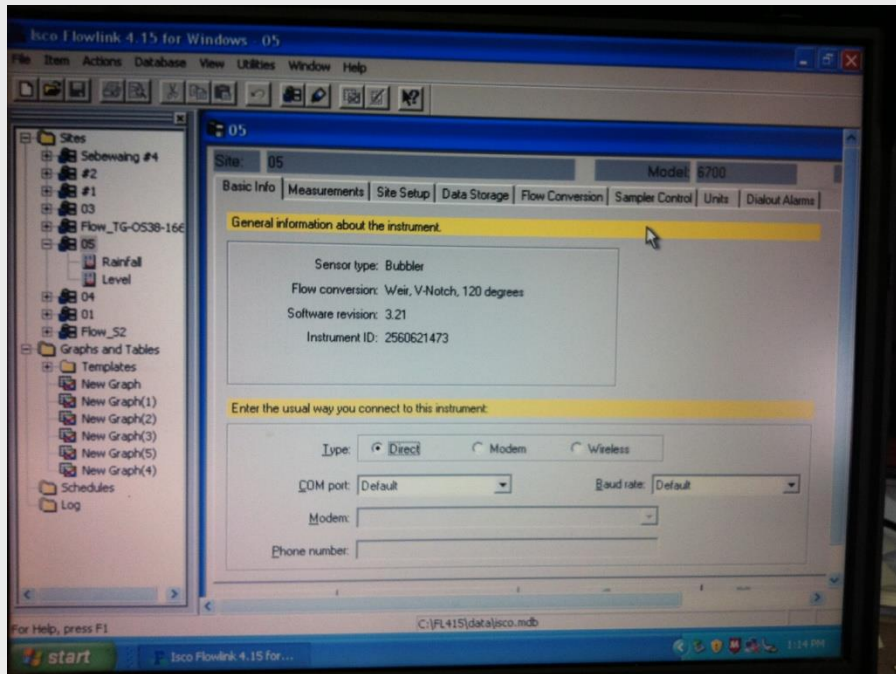 Isco Flowlink 4.15 for Windows - 05
File Item Actions Database View Utilities Window Help
Sites
Sebewaing #4
#2
#1
03
Flow_TG-OS38-166
05
Rainfall
Level
04
01
Flow_S2
Graphs and Tables
Templates
New Graph
New Graph(1)
New Graph(2)
New Graph(3)
New Graph(5)
New Graph(4)
Schedules
Log
05
Site: 05 Model: 6700
Basic Info Measurements Site Setup Data Storage Flow Conversion Sampler Control Units Dialout Alarms
General information about the instrument.
Sensor type: Bubbler
Flow conversion: Weir, V-Notch, 120 degrees
Software revision: 3.21
Instrument ID: 2560621473
Enter the usual way you connect to this instrument:
Type: Direct Modem Wireless
COM port: Default Baud rate: Default
Modem:
Phone number:
For Help, press F1 C:\FL415\data\isco.mdb
start Isco Flowlink 4.15 for... 1:14 PM